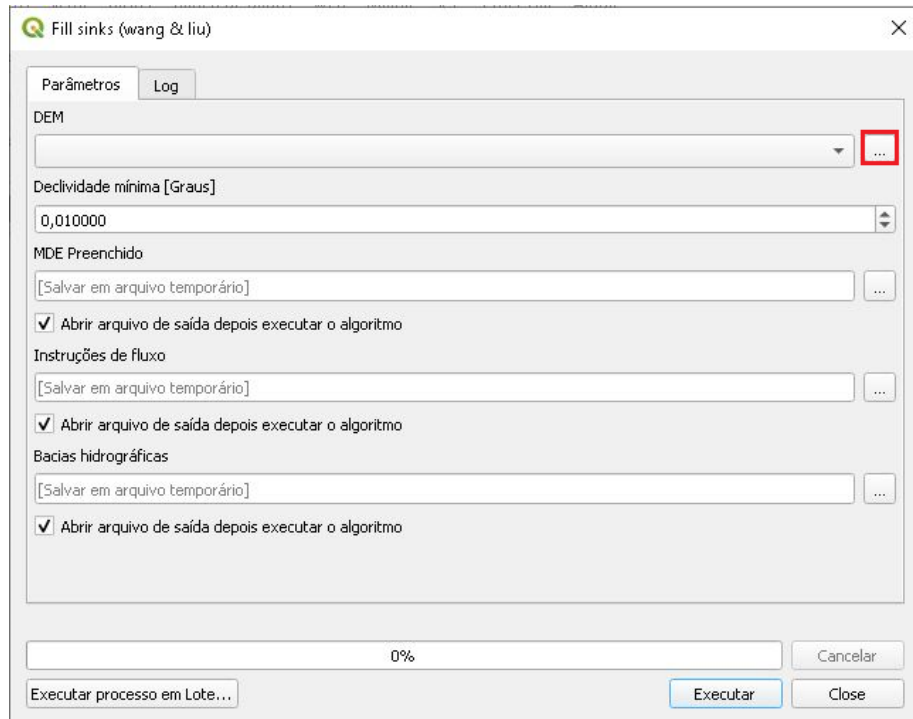 Fill sinks (wang & liu)
Parâmetros Log
DEM
...
Declividade mínima [Graus]
0,010000
MDE Preenchido
[Salvar em arquivo temporário] ...
Abrir arquivo de saída depois executar o algoritmo
Instruções de fluxo
[Salvar em arquivo temporário] ...
Abrir arquivo de saída depois executar o algoritmo
Bacias hidrográficas
[Salvar em arquivo temporário] ...
Abrir arquivo de saída depois executar o algoritmo
0% Cancelar
Executar processo em Lote... Executar Close